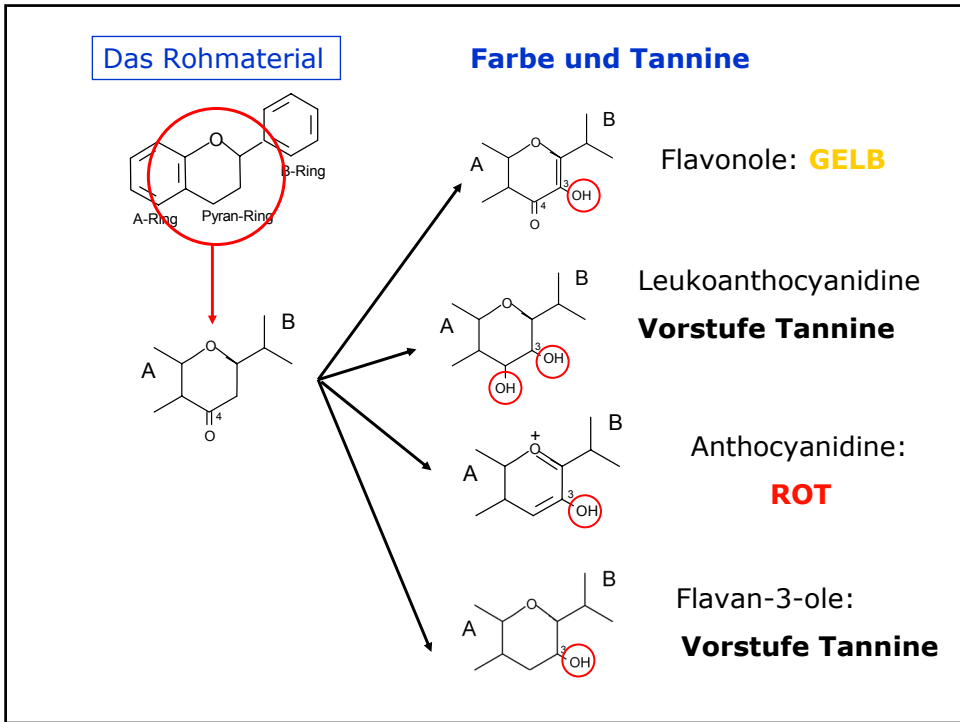 Das Rohmaterial
Farbe und Tannine
O
B-Ring
A-Ring
Pyran-Ring
A
B
O
4
O
A
B
O
3
OH
4
O
Flavonole: GELB
A
B
O
3
OH
OH
Leukoanthocyanidine
Vorstufe Tannine
A
B
+
O
3
OH
Anthocyanidine:
ROT
A
B
O
3
OH
Flavan-3-ole:
Vorstufe Tannine